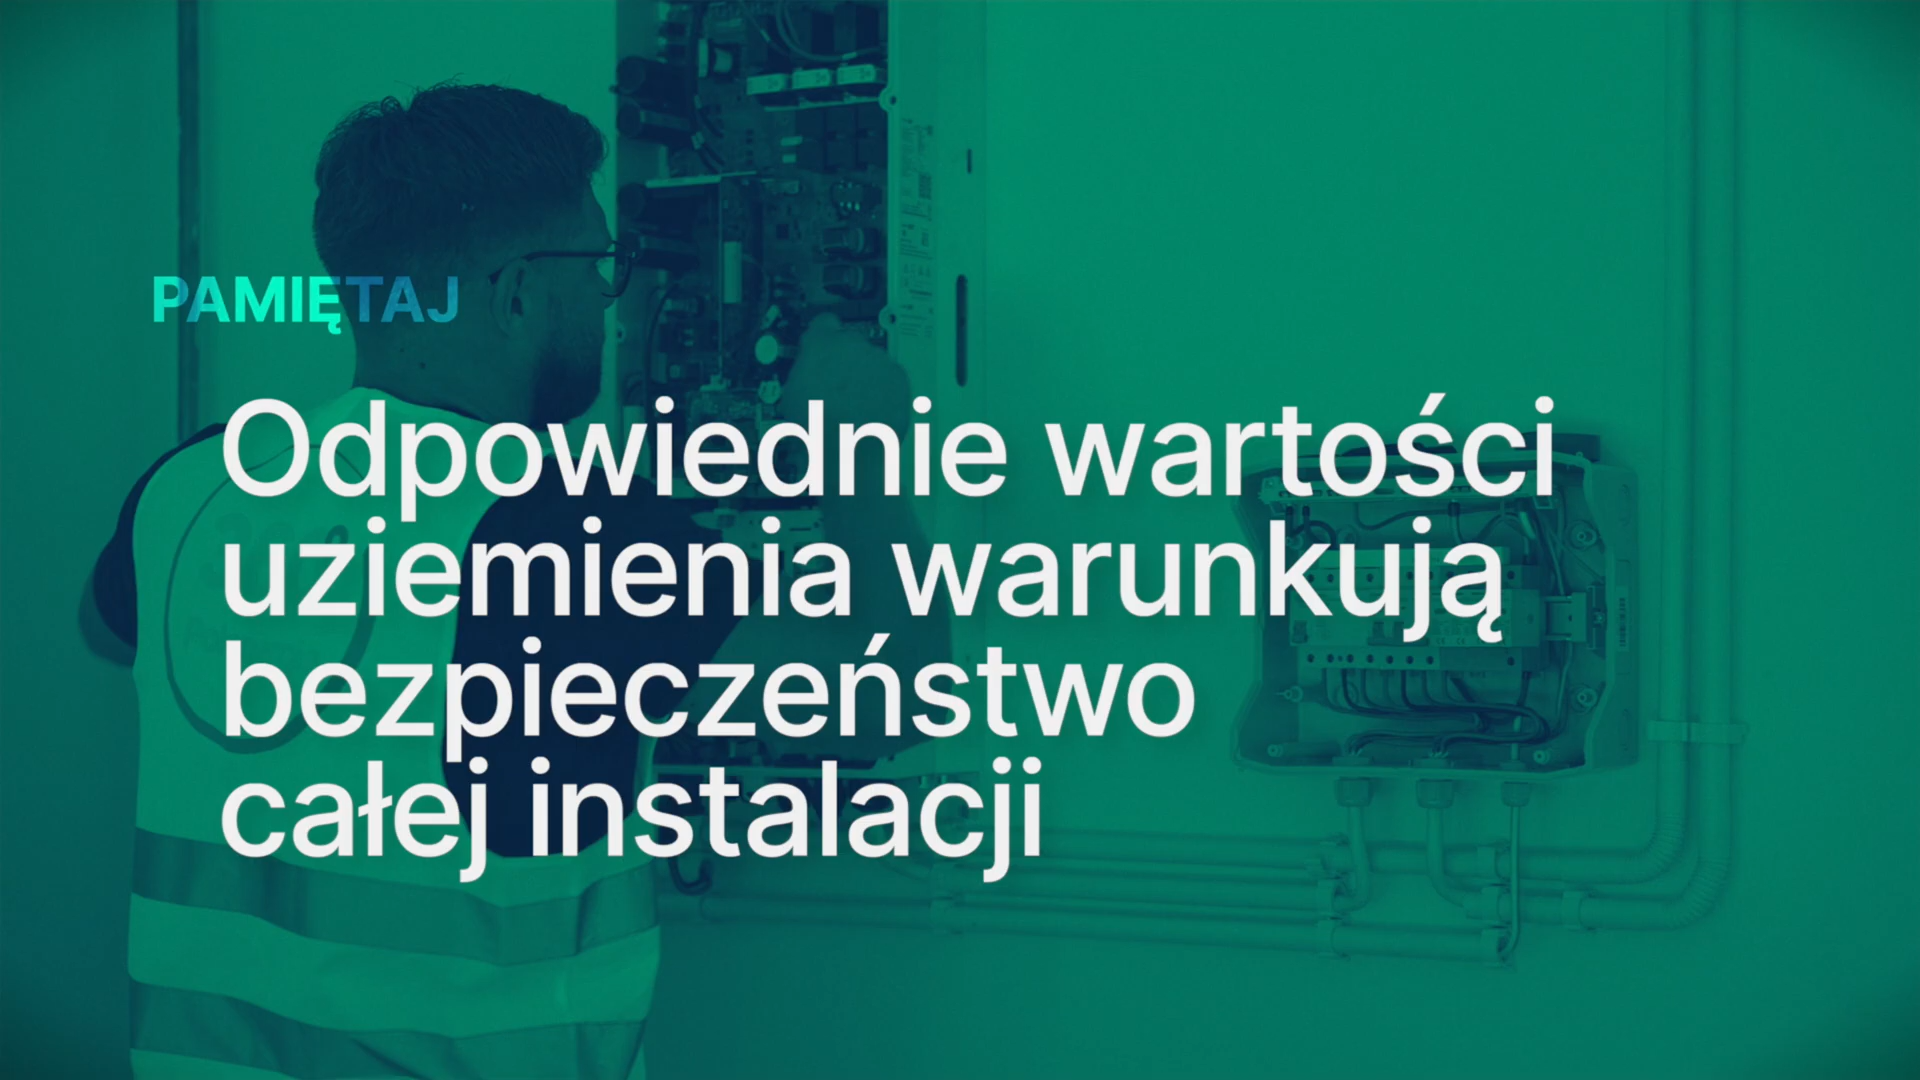 PAMIĘTAJ
Odpowiednie wartości
uziemienia warunkują
bezpieczeństwo
całej instalacji